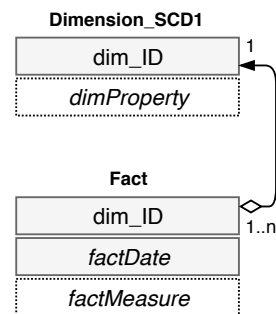 Dimension_SCD1
1
dim_ID
dimProperty
Fact
dim_ID
1..n
factDate
factMeasure